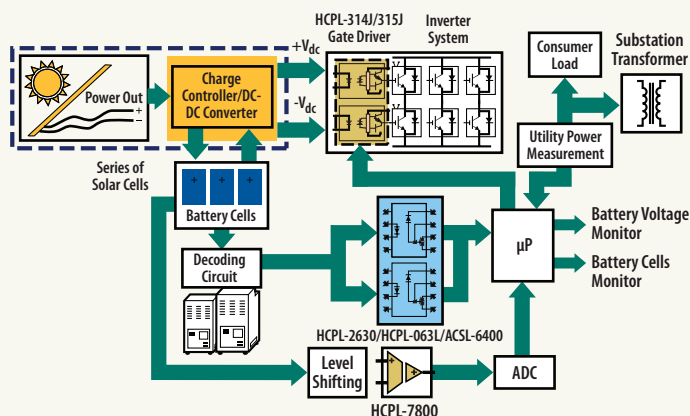 HCPL-314J/315J
Gate Driver
Inverter
System
+Vdc
-Vdc
Power Out
+
−
Charge
Controller/DC-
DC Converter
Consumer
Load
Substation
Transformer
Utility Power
Measurement
Series of
Solar Cells
+ + +
Battery Cells
Decoding
Circuit
µP
Battery Voltage
Monitor
Battery Cells
Monitor
HCPL-2630/HCPL-063L/ACSL-6400
Level
Shifting
+
+
−
HCPL-7800
ADC